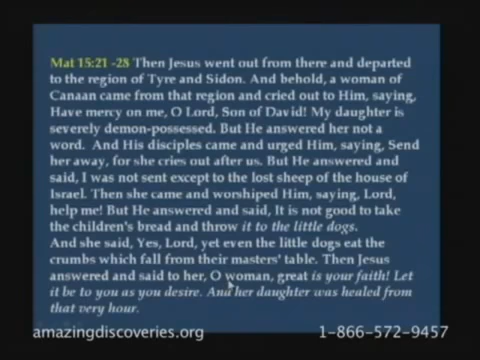 Mat 15:21 -28 Then Jesus went out from there and departed
to the region of Tyre and Sidon. And behold, a woman of
Canaan came from that region and cried out to Him, saying,
Have mercy on me, O Lord, Son of David! My daughter is
severely demon-possessed. But He answered her not a
word. And His disciples came and urged Him, saying, Send
her away, for she cries out after us. But He answered and
said, I was not sent except to the lost sheep of the house of
Israel. Then she came and worshiped Him, saying, Lord,
help me! But He answered and said, It is not good to take
the children's bread and throw it to the little dogs.
And she said, Yes, Lord, yet even the little dogs eat the
crumbs which fall from their masters' table. Then Jesus
answered and said to her, O woman, great is your faith! Let
it be to you as you desire. And her daughter was healed from
that very hour.
amazingdiscoveries.org 1-866-572-9457